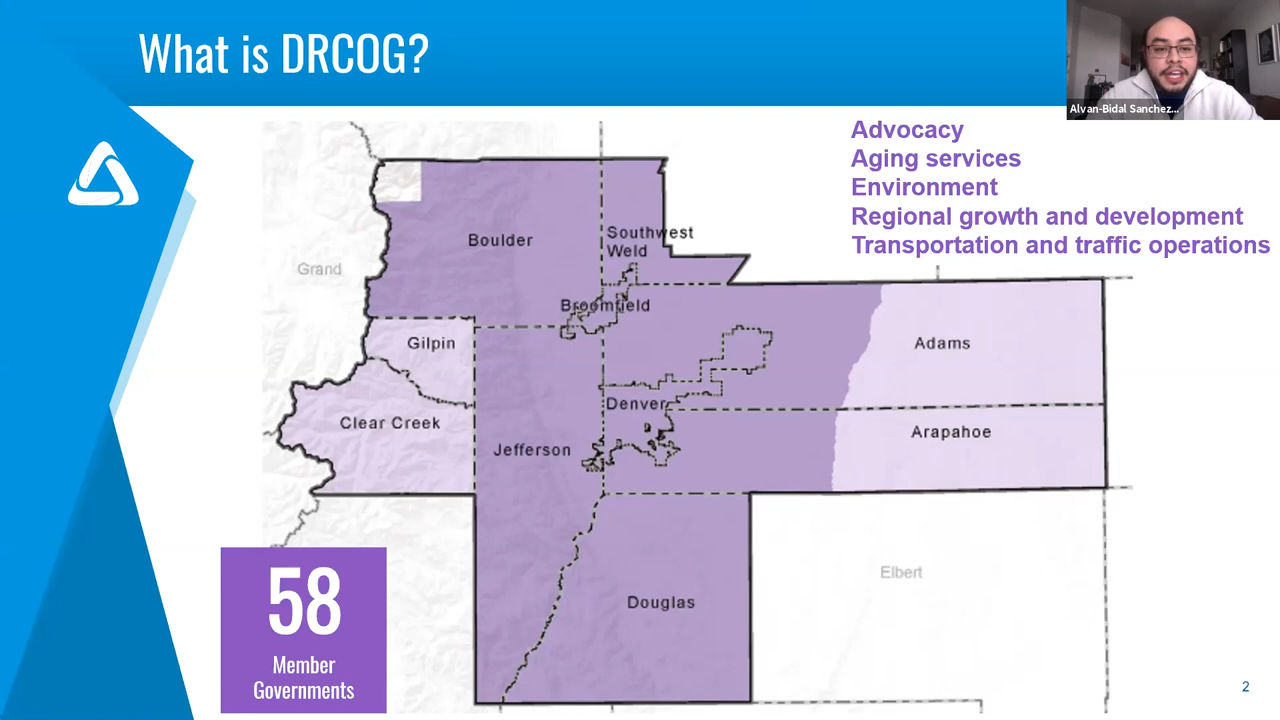 What is DRCOG?
Alvan-Bidal Sanchez...
Advocacy
Aging services
Environment
Regional growth and development
Transportation and traffic operations
Boulder
Southwest
Weld
Grand
Broomfield
Gilpin
Adams
Denver
Clear Creek
Arapahoe
Jefferson
Elbert
Douglas
58
Member
Governments
2